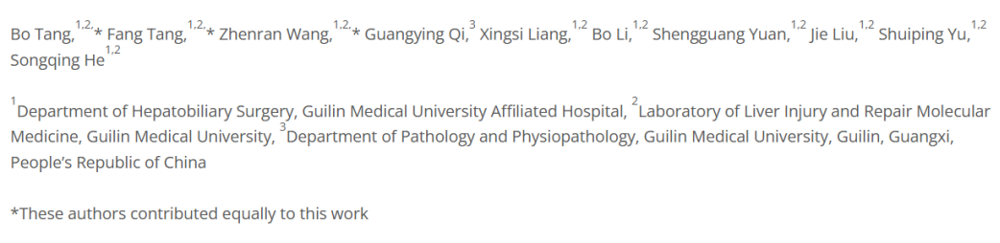 Bo Tang,1,2,* Fang Tang,1,2,* Zhenran Wang,1,2,* Guangying Qi,3 Xingsi Liang,1,2 Bo Li,1,2 Shengguang Yuan,1,2 Jie Liu,1,2 Shuiping Yu,1,2
Songqing He1,2
1Department of Hepatobiliary Surgery, Guilin Medical University Affiliated Hospital, 2Laboratory of Liver Injury and Repair Molecular
Medicine, Guilin Medical University, 3Department of Pathology and Physiopathology, Guilin Medical University, Guilin, Guangxi,
People’s Republic of China
*These authors contributed equally to this work